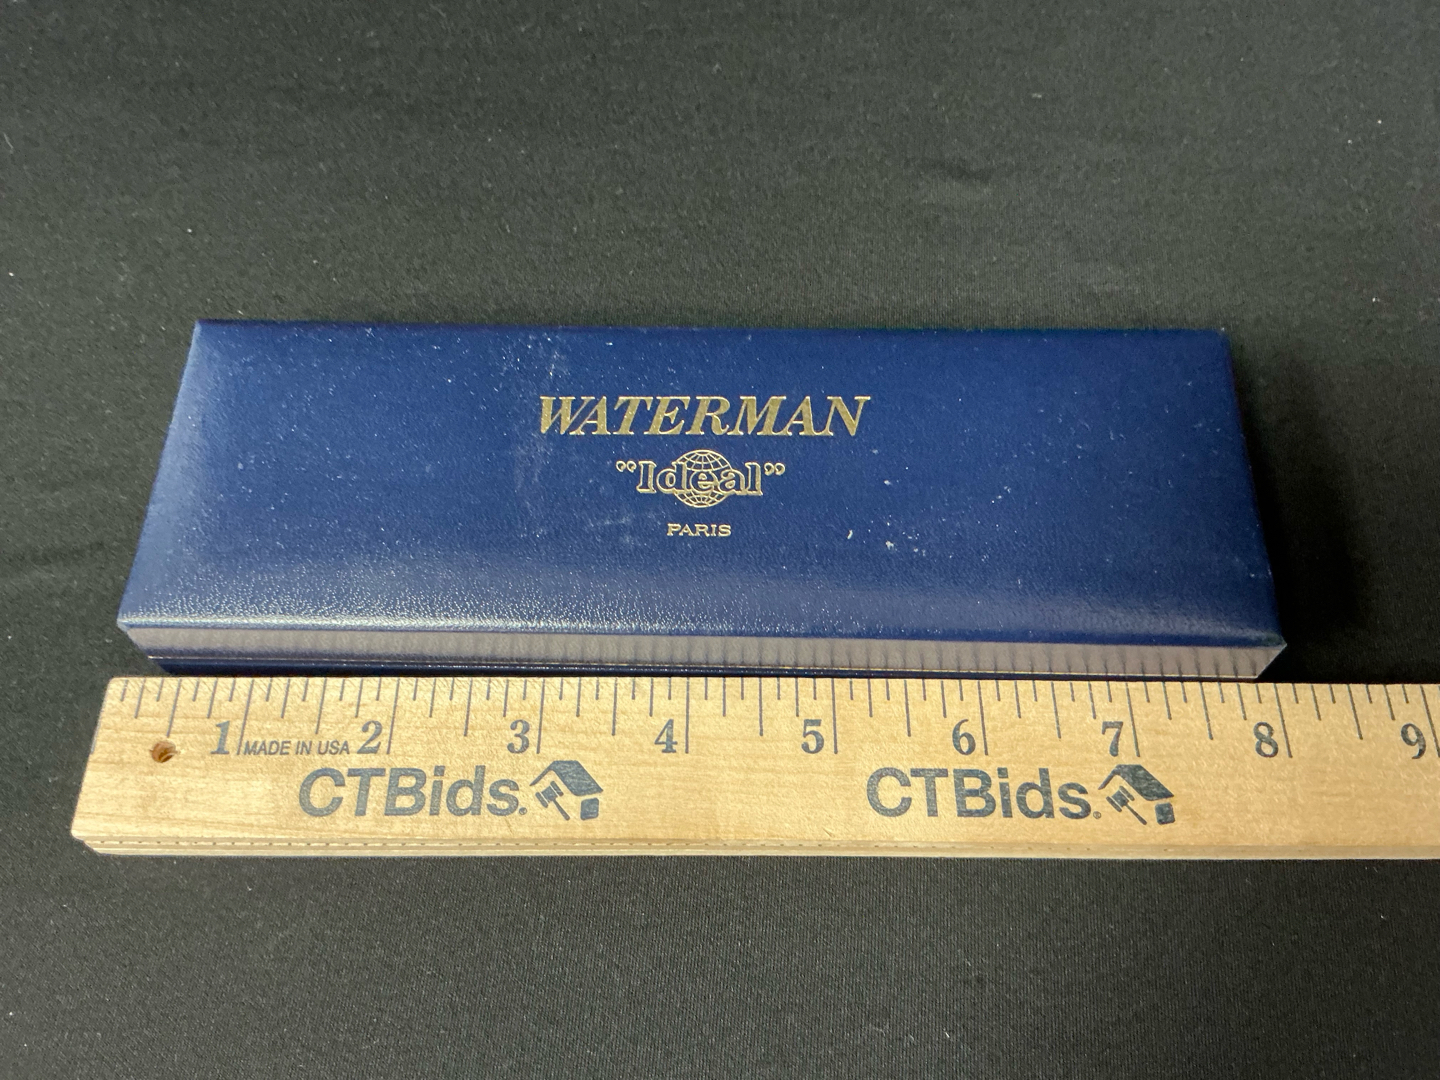 WATERMAN
"Ideal"
PARIS
1 2 3 4 5 6 7 8 9
MADE IN USA
CTBids. CTBids.®